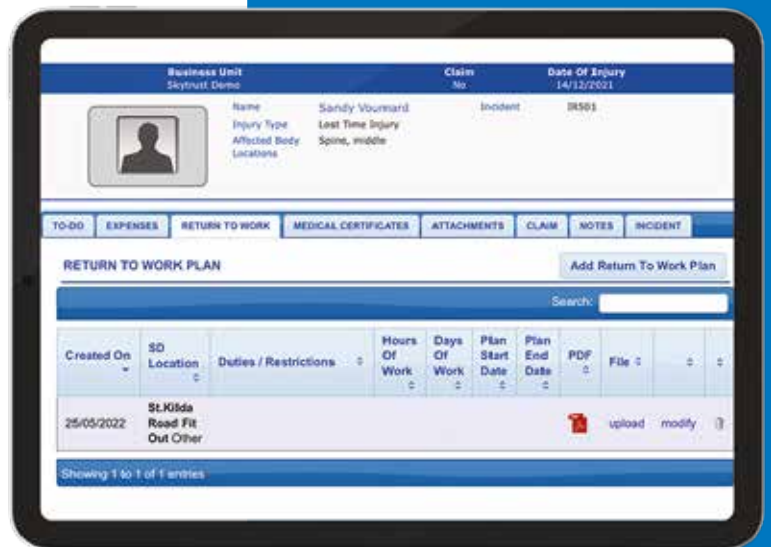 Business Unit Claim Date Of Injury
Skytrust Demo No 14/12/2021
Name Sandy Vourmard Incident IRS01
Injury Type Lost Time Injury
Affected Body Locations Spine, middle
TO-DO EXPENSES RETURN TO WORK MEDICAL CERTIFICATES ATTACHMENTS CLAIM NOTES INCIDENT
RETURN TO WORK PLAN Add Return To Work Plan
Search:
Created On SD Location Duties / Restrictions Hours Of Work Days Of Work Plan Start Date Plan End Date PDF File
25/05/2022 St.Kilda Road Fit Out Other upload modify
Showing 1 to 1 of 1 entries